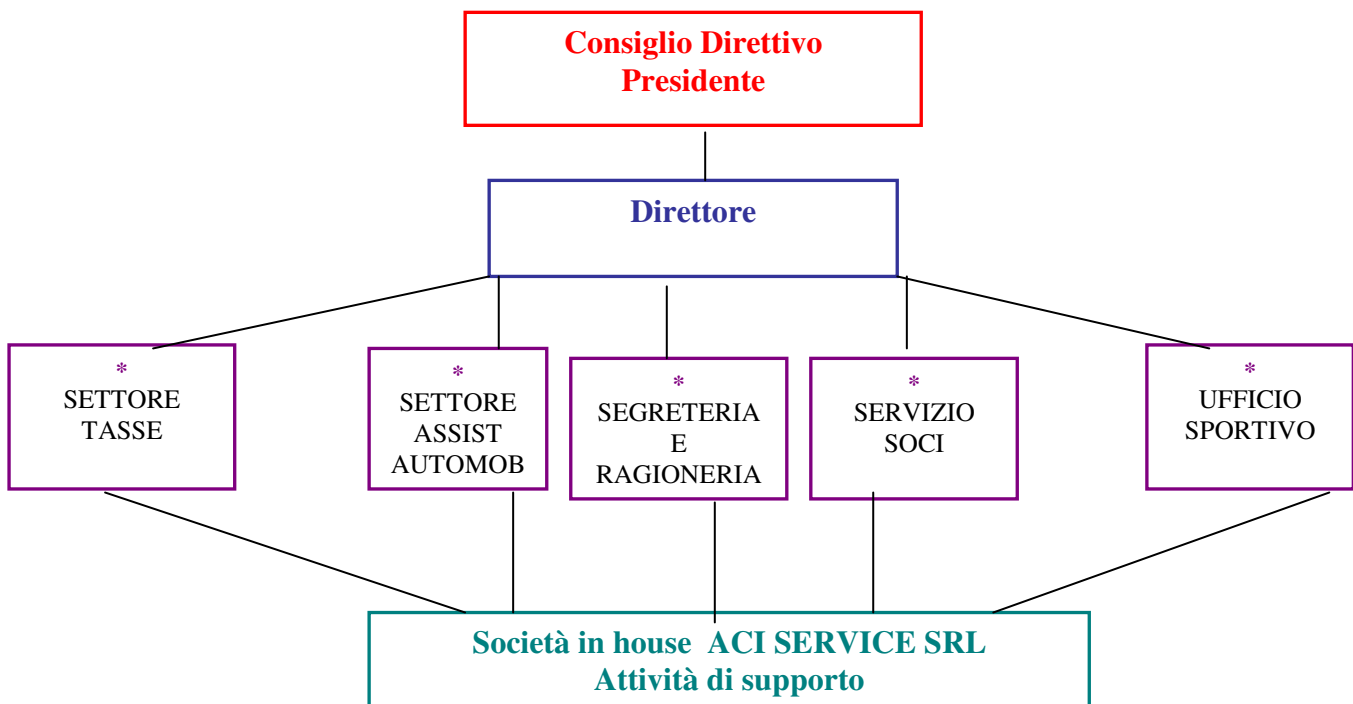 Consiglio Direttivo
Presidente
Direttore
*
SETTORE
TASSE
*
SETTORE
ASSIST
AUTOMOB
*
SEGRETERIA
E
RAGIONERIA
*
SERVIZIO
SOCI
*
UFFICIO
SPORTIVO
Società in house ACI SERVICE SRL
Attività di supporto